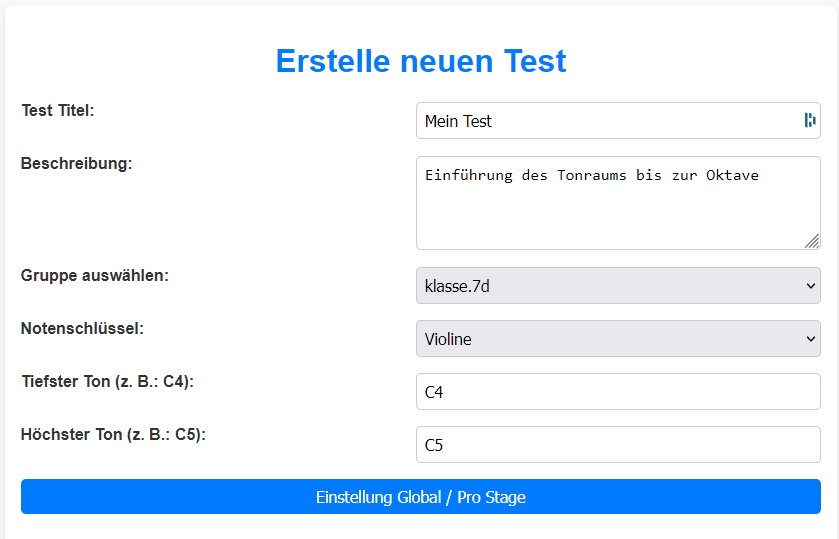 Erstelle neuen Test
Test Titel:
Mein Test
Beschreibung:
Einführung des Tonraums bis zur Oktave
Gruppe auswählen:
klasse.7d
Notenschlüssel:
Violine
Tiefster Ton (z. B.: C4):
C4
Höchster Ton (z. B.: C5):
C5
Einstellung Global / Pro Stage